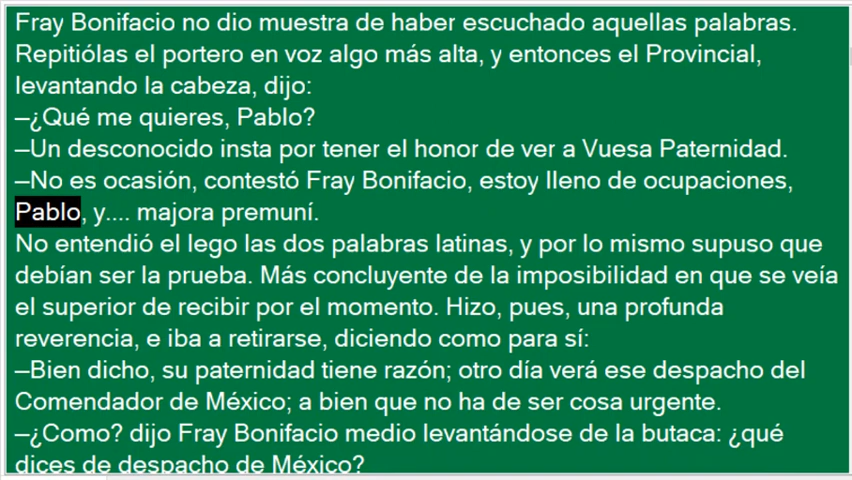 Fray Bonifacio no dio muestra de haber escuchado aquellas palabras.
Repitiólas el portero en voz algo más alta, y entonces el Provincial,
levantando la cabeza, dijo:
–¿Qué me quieres, Pablo?
–Un desconocido insta por tener el honor de ver a Vuesa Paternidad.
–No es ocasión, contestó Fray Bonifacio, estoy lleno de ocupaciones,
Pablo, y.... majora premuní.
No entendió el lego las dos palabras latinas, y por lo mismo supuso que
debían ser la prueba. Más concluyente de la imposibilidad en que se veía
el superior de recibir por el momento. Hizo, pues, una profunda
reverencia, e iba a retirarse, diciendo como para sí:
–Bien dicho, su paternidad tiene razón; otro día verá ese despacho del
Comendador de México; a bien que no ha de ser cosa urgente.
–¿Como? dijo Fray Bonifacio medio levantándose de la butaca: ¿qué
dices de despacho de México?